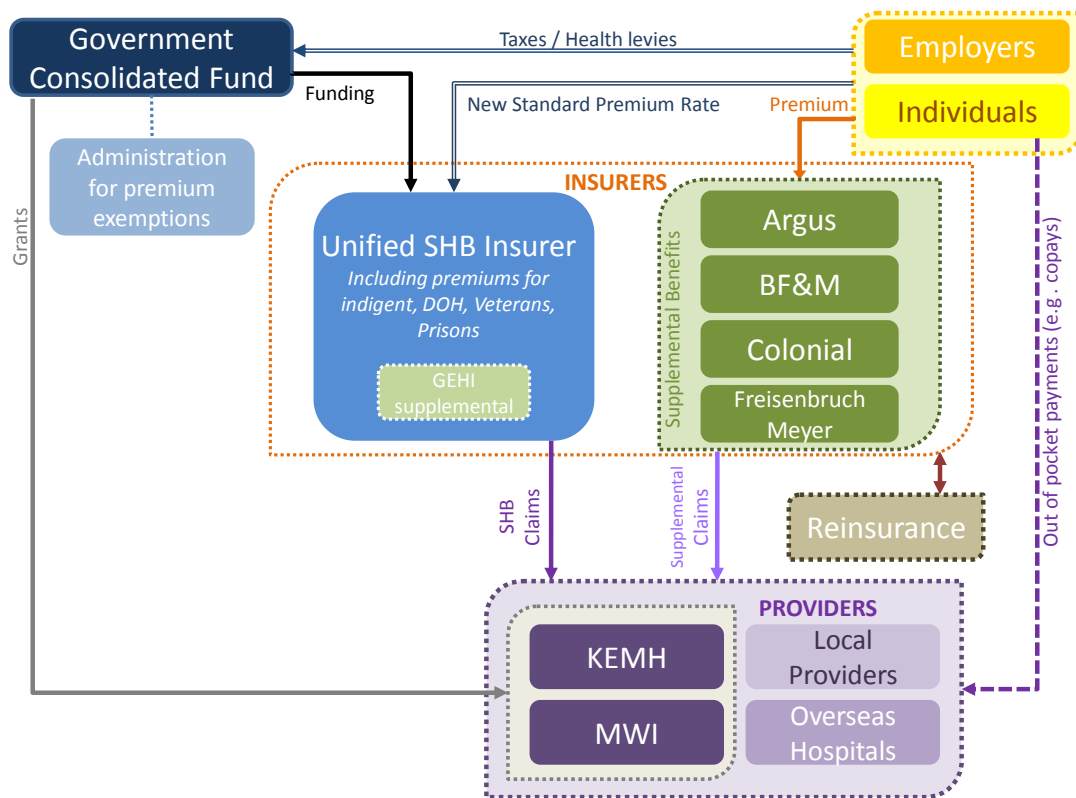 Government
Consolidated Fund
Taxes / Health levies
Employers
Individuals
Funding
New Standard Premium Rate
Premium
Administration
for premium
exemptions
Grants
INSURERS
Unified SHB Insurer
Including premiums for
indigent, DOH, Veterans,
Prisons
GEHI
supplemental
Supplemental Benefits
Argus
BF&M
Colonial
Freisenbruch
Meyer
Out of pocket payments (e.g . copays)
SHB
Claims
Supplemental
Claims
Reinsurance
PROVIDERS
KEMH
MWI
Local
Providers
Overseas
Hospitals